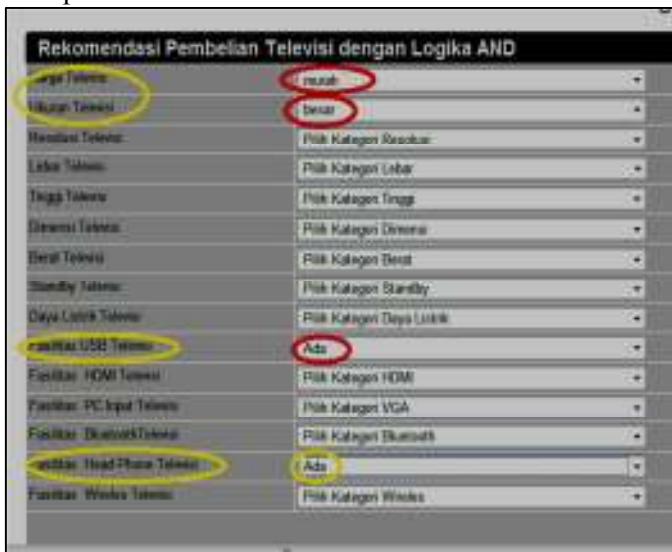 Rekomendasi Pembelian Televisi dengan Logika AND
Harga Televisi murah
Ukuran Televisi besar
Resolusi Televisi Pilih Kategori Resolusi
Lebar Televisi Pilih Kategori Lebar
Tinggi Televisi Pilih Kategori Tinggi
Dimensi Televisi Pilih Kategori Dimensi
Berat Televisi Pilih Kategori Berat
Standby Televisi Pilih Kategori Standby
Daya Listrik Televisi Pilih Kategori Daya Listrik
Fasilitas USB Televisi Ada
Fasilitas HDMI Televisi Pilih Kategori HDMI
Fasilitas PC Input Televisi Pilih Kategori VGA
Fasilitas BluetoothTelevisi Pilih Kategori Bluetooth
Fasilitas Head Phone Televisi Ada
Fasilitas Wireles Televisi Pilih Kategori Wireles